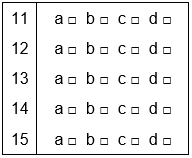 11 a □ b □ c □ d □
12 a □ b □ c □ d □
13 a □ b □ c □ d □
14 a □ b □ c □ d □
15 a □ b □ c □ d □